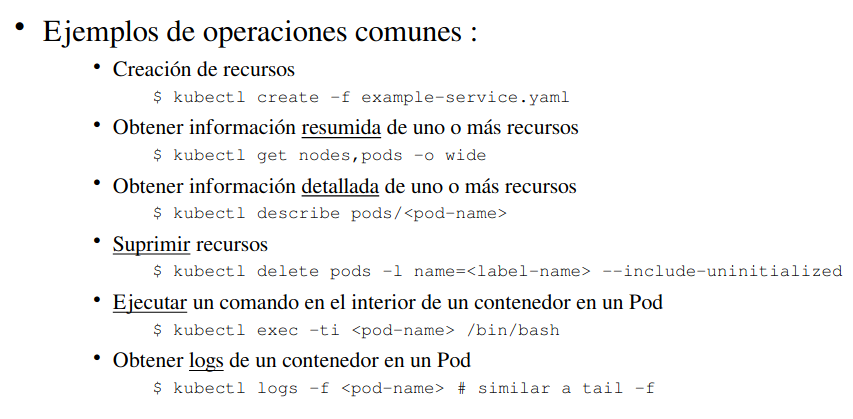 • Ejemplos de operaciones comunes :
• Creación de recursos
$ kubectl create -f example-service.yaml
• Obtener información resumida de uno o más recursos
$ kubectl get nodes,pods -o wide
• Obtener información detallada de uno o más recursos
$ kubectl describe pods/<pod-name>
• Suprimir recursos
$ kubectl delete pods -l name=<label-name> --include-uninitialized
• Ejecutar un comando en el interior de un contenedor en un Pod
$ kubectl exec -ti <pod-name> /bin/bash
• Obtener logs de un contenedor en un Pod
$ kubectl logs -f <pod-name> # similar a tail -f